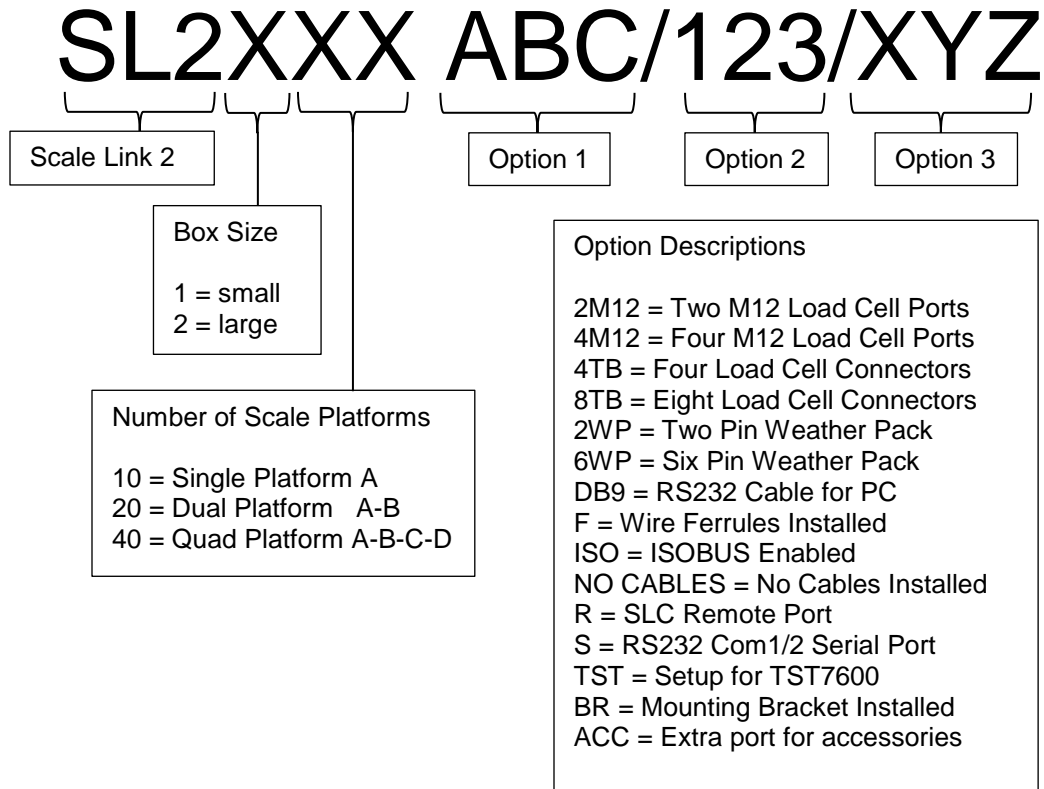 SL2XXX ABC/123/XYZ
Scale Link 2
Option 1
Option 2
Option 3
Box Size
1 = small
2 = large
Number of Scale Platforms
10 = Single Platform A
20 = Dual Platform A-B
40 = Quad Platform A-B-C-D
Option Descriptions
2M12 = Two M12 Load Cell Ports
4M12 = Four M12 Load Cell Ports
4TB = Four Load Cell Connectors
8TB = Eight Load Cell Connectors
2WP = Two Pin Weather Pack
6WP = Six Pin Weather Pack
DB9 = RS232 Cable for PC
F = Wire Ferrules Installed
ISO = ISOBUS Enabled
NO CABLES = No Cables Installed
R = SLC Remote Port
S = RS232 Com1/2 Serial Port
TST = Setup for TST7600
BR = Mounting Bracket Installed
ACC = Extra port for accessories